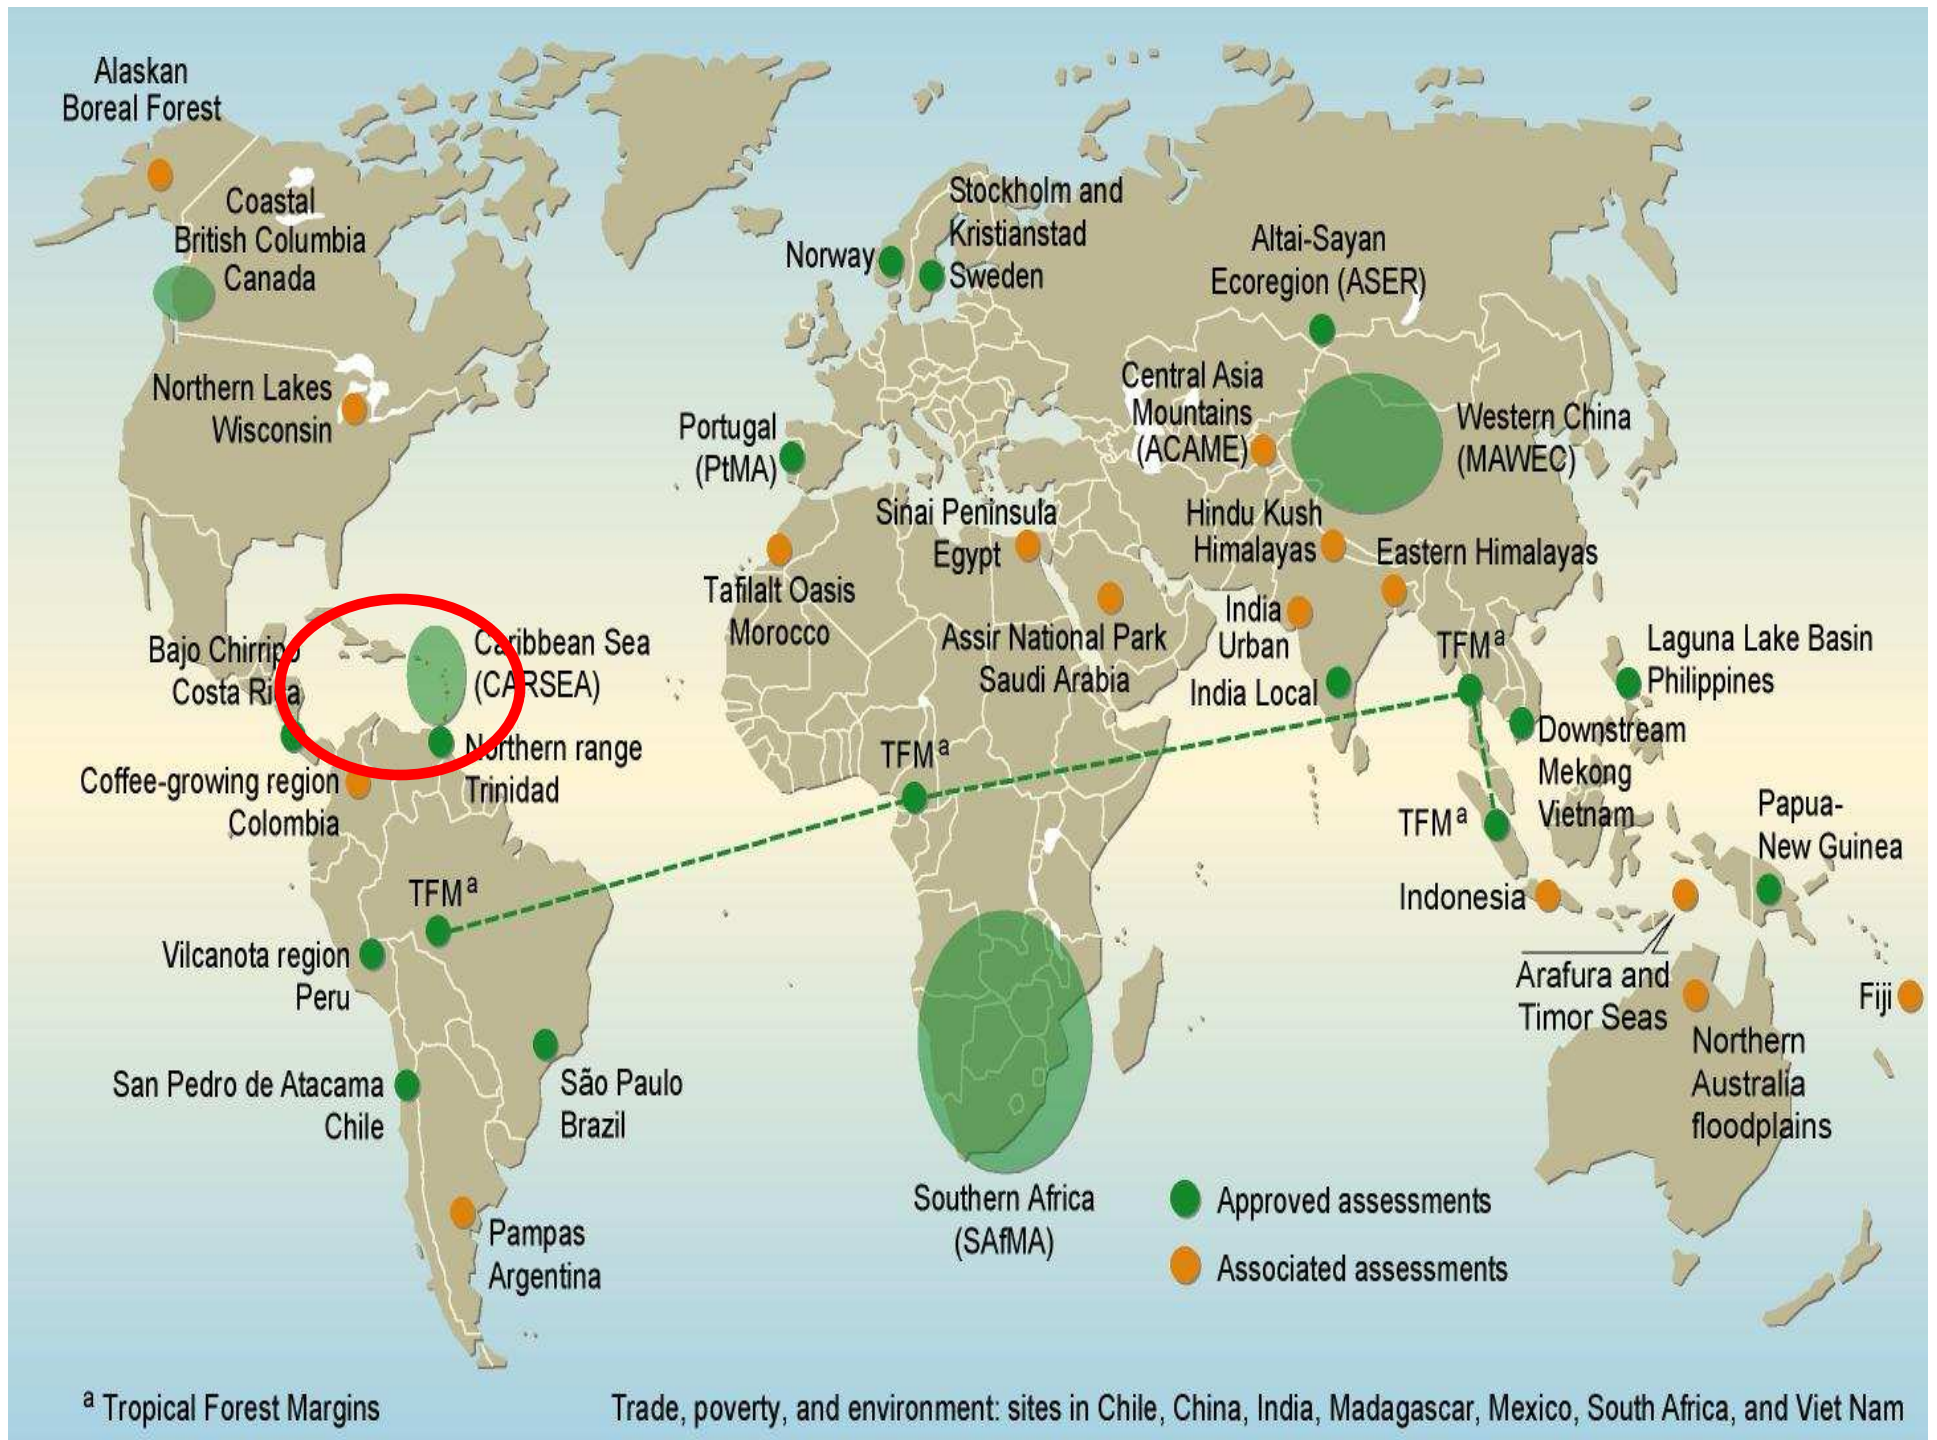 Alaskan
Boreal Forest
Coastal
British Columbia
Canada
Northern Lakes
Wisconsin
Stockholm and
Kristianstad
Sweden
Norway
Altai-Sayan
Ecoregion (ASER)
Portugal
(PtMA)
Central Asia
Mountains
(ACAME)
Western China
(MAWEC)
Sinai Peninsula
Egypt
Hindu Kush
Himalayas
Eastern Himalayas
Tafilalt Oasis
Morocco
Assir National Park
Saudi Arabia
India
Urban
India Local
TFM a
Laguna Lake Basin
Philippines
Bajo Chirripo
Costa Rica
Caribbean Sea
(CARSEA)
Northern range
Trinidad
Coffee-growing region
Colombia
TFM a
Downstream
Mekong
Vietnam
TFM a
Papua-
New Guinea
TFM a
Indonesia
Vilcanota region
Peru
Arafura and
Timor Seas
Fiji
Northern
Australia
floodplains
San Pedro de Atacama
Chile
São Paulo
Brazil
Southern Africa
(SAfMA)
Pampas
Argentina
Approved assessments
Associated assessments
a Tropical Forest Margins
Trade, poverty, and environment: sites in Chile, China, India, Madagascar, Mexico, South Africa, and Viet Nam